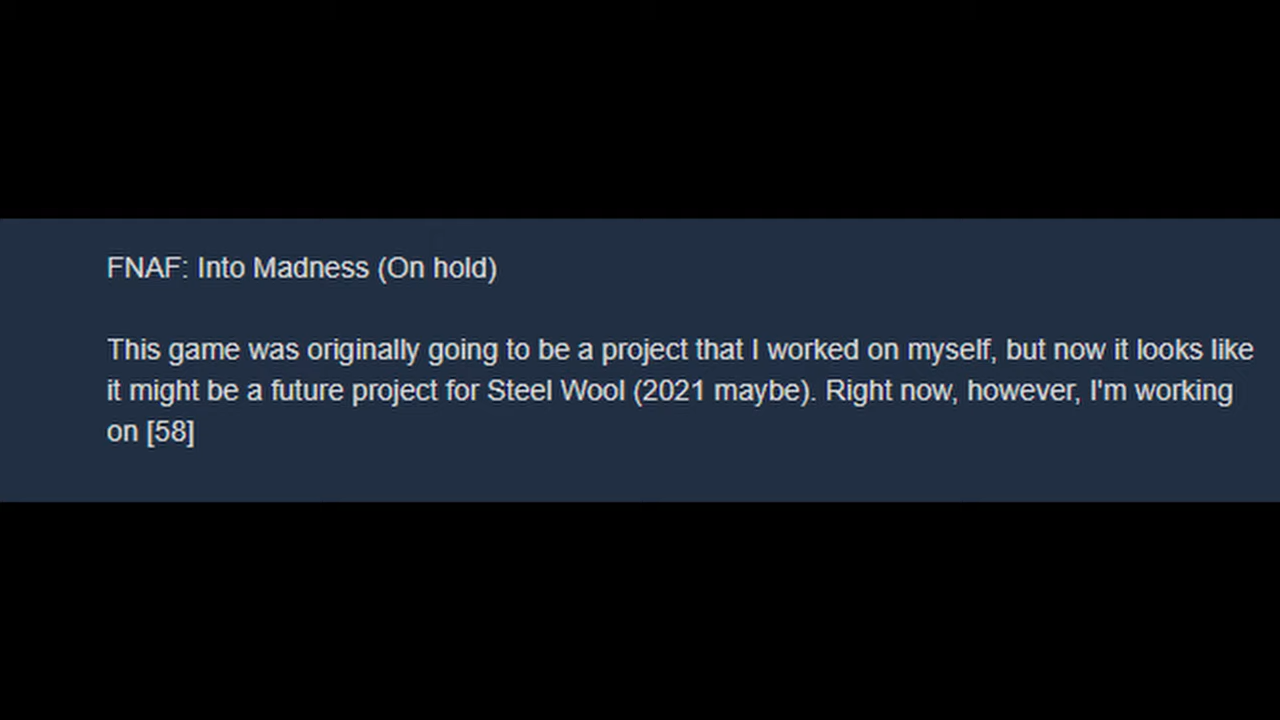 FNAF: Into Madness (On hold)
This game was originally going to be a project that I worked on myself, but now it looks like
it might be a future project for Steel Wool (2021 maybe). Right now, however, I'm working
on [58]